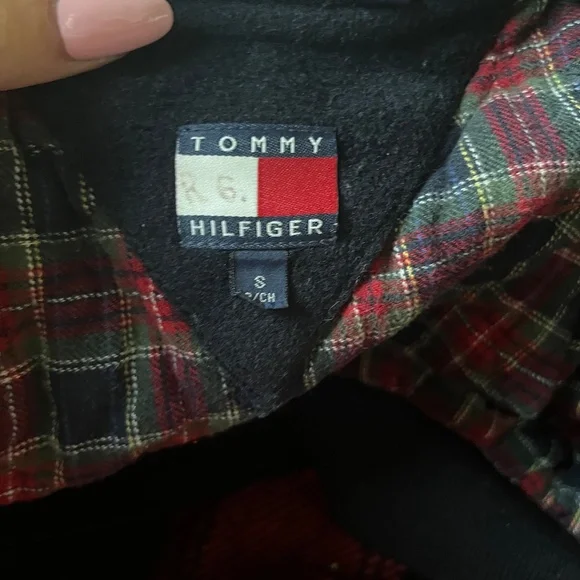 TOMMY
R G.
HILFIGER
S
P/CH